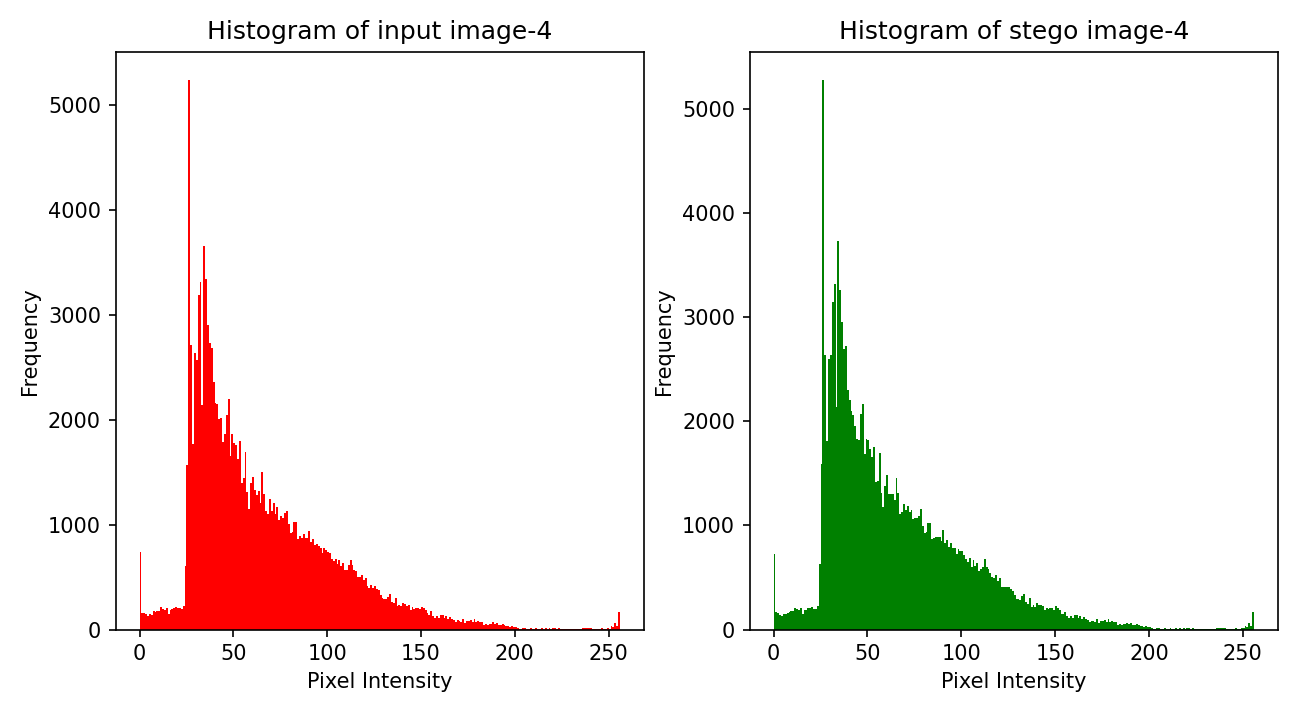 Histogram of input image-4
Frequency
5000
4000
3000
2000
1000
0
0 50 100 150 200 250
Pixel Intensity
Histogram of stego image-4
Frequency
5000
4000
3000
2000
1000
0
0 50 100 150 200 250
Pixel Intensity